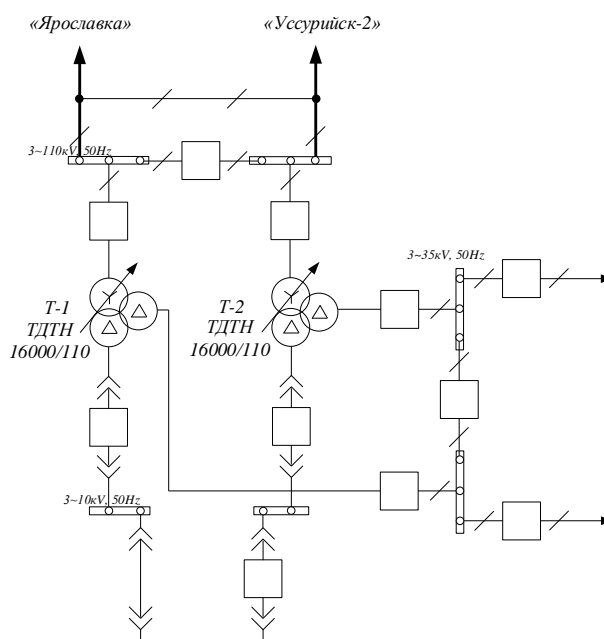 «Ярославка»
«Уссурийск-2»
3~110кV, 50Hz
3~35кV, 50Hz
Т-1
ТДТН
16000/110
Т-2
ТДТН
16000/110
3~10кV, 50Hz